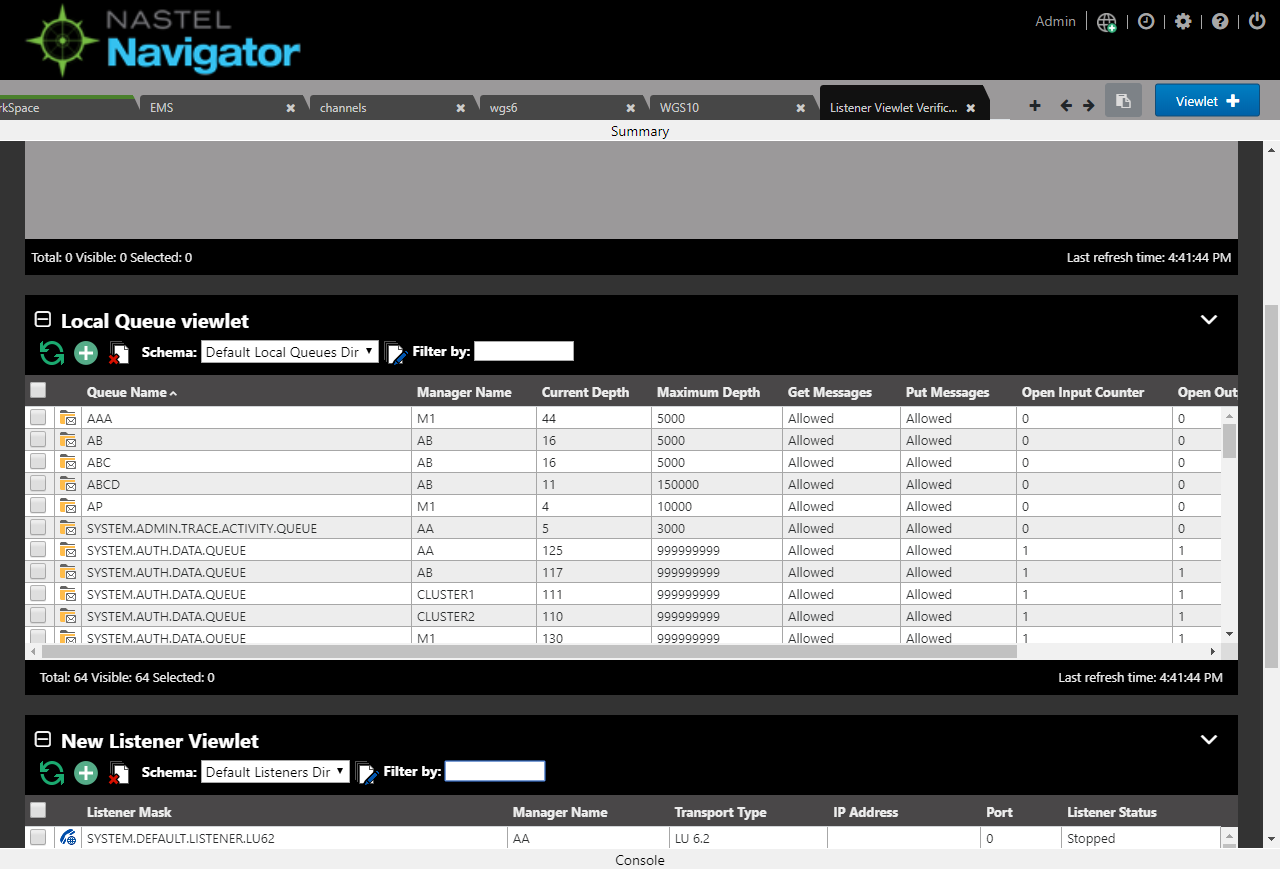 NASTEL
Navigator
Admin
rkSpace EMS channels wgs6 WGS10 Listener Viewlet Verific... Viewlet
Summary
Total: 0 Visible: 0 Selected: 0 Last refresh time: 4:41:44 PM
Local Queue viewlet
Schema: Default Local Queues Dir Filter by:
Queue Name Manager Name Current Depth Maximum Depth Get Messages Put Messages Open Input Counter Open Out
AAA M1 44 5000 Allowed Allowed 0 0
AB AB 16 5000 Allowed Allowed 0 0
ABC AB 16 5000 Allowed Allowed 0 0
ABCD AB 11 150000 Allowed Allowed 0 0
AP M1 4 10000 Allowed Allowed 0 0
SYSTEM.ADMIN.TRACE.ACTIVITY.QUEUE AA 5 3000 Allowed Allowed 0 0
SYSTEM.AUTH.DATA.QUEUE AA 125 999999999 Allowed Allowed 1 1
SYSTEM.AUTH.DATA.QUEUE AB 117 999999999 Allowed Allowed 1 1
SYSTEM.AUTH.DATA.QUEUE CLUSTER1 111 999999999 Allowed Allowed 1 1
SYSTEM.AUTH.DATA.QUEUE CLUSTER2 110 999999999 Allowed Allowed 1 1
SYSTEM.AUTH.DATA.QUEUE M1 130 999999999 Allowed Allowed 1 1
Total: 64 Visible: 64 Selected: 0 Last refresh time: 4:41:44 PM
New Listener Viewlet
Schema: Default Listeners Dir Filter by:
Listener Mask Manager Name Transport Type IP Address Port Listener Status
SYSTEM.DEFAULT.LISTENER.LU62 AA LU 6.2 0 Stopped
Console